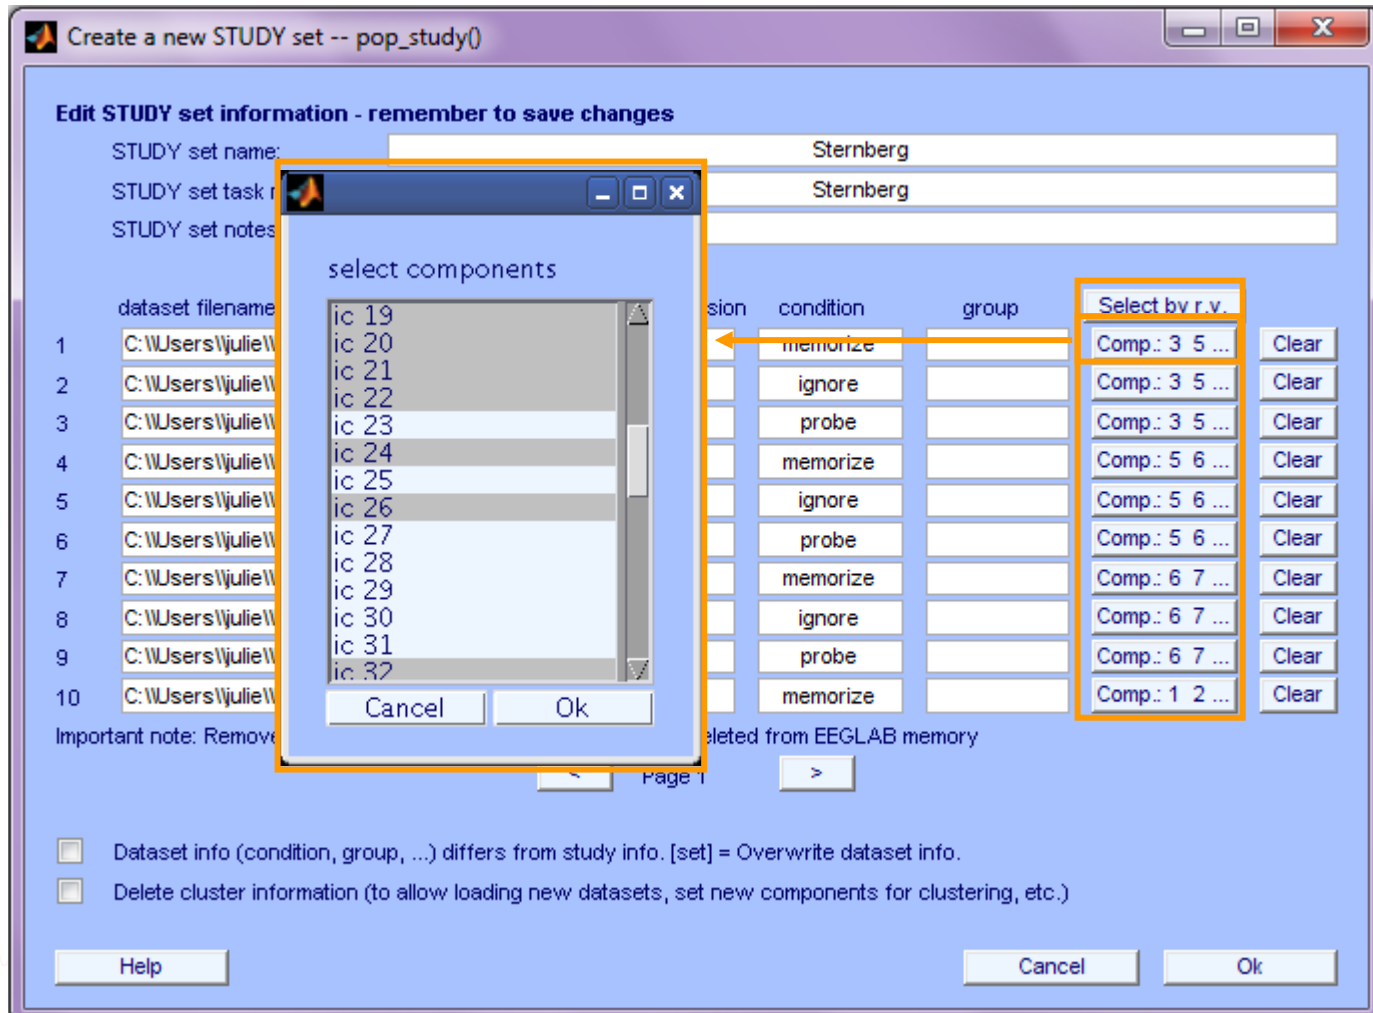 Create a new STUDY set -- pop_study()
Edit STUDY set information - remember to save changes
STUDY set name: Sternberg
STUDY set task Sternberg
STUDY set notes
select components
ic 19
ic 20
ic 21
ic 22
ic 23
ic 24
ic 25
ic 26
ic 27
ic 28
ic 29
ic 30
ic 31
ic 32
Cancel Ok
dataset filename condition group Select by r.v.
1 C:\\Users\\julie\\ memorize Comp.: 3 5 ... Clear
2 C:\\Users\\julie\\ ignore Comp.: 3 5 ... Clear
3 C:\\Users\\julie\\ probe Comp.: 3 5 ... Clear
4 C:\\Users\\julie\\ memorize Comp.: 5 6 ... Clear
5 C:\\Users\\julie\\ ignore Comp.: 5 6 ... Clear
6 C:\\Users\\julie\\ probe Comp.: 5 6 ... Clear
7 C:\\Users\\julie\\ memorize Comp.: 6 7 ... Clear
8 C:\\Users\\julie\\ ignore Comp.: 6 7 ... Clear
9 C:\\Users\\julie\\ probe Comp.: 6 7 ... Clear
10 C:\\Users\\julie\\ memorize Comp.: 1 2 ... Clear
Important note: Remove from EEGLAB memory
< Page 1 >
Dataset info (condition, group, ...) differs from study info. [set] = Overwrite dataset info.
Delete cluster information (to allow loading new datasets, set new components for clustering, etc.)
Help Cancel Ok